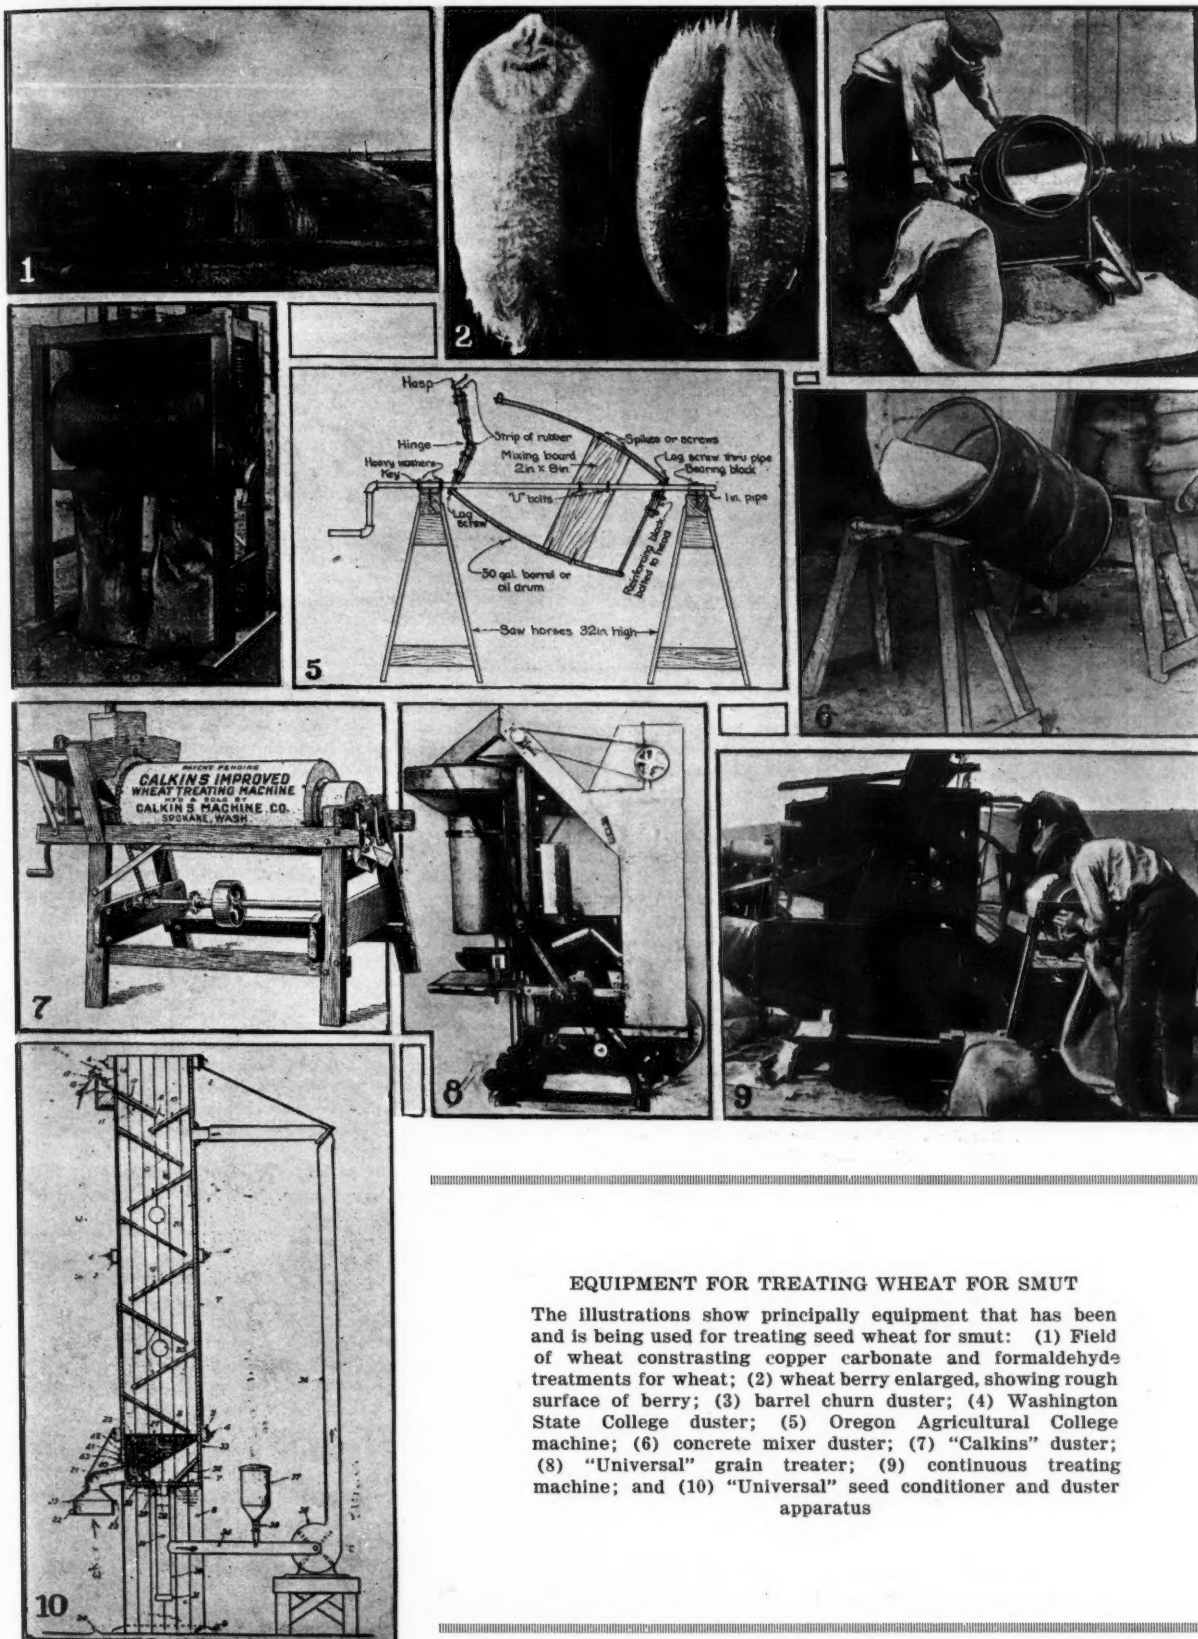 1
2
4
Hasp
Hinge
Strip of rubber
Spikes or screws
Mixing board
2in x 8in
Lag screw thru pipe
Bearing block
Heavy washers
Key
"U" bolts
1in. pipe
Lag
screw
50 gal. barrel or
oil drum
Reinforcing block
bolted to head
Saw horses 32in. high
5
6
PATENT PENDING
CALKINS IMPROVED
WHEAT TREATING MACHINE
MF'D & SOLD BY
CALKINS MACHINE CO.
SPOKANE, WASH.
7
8
9
10
EQUIPMENT FOR TREATING WHEAT FOR SMUT
The illustrations show principally equipment that has been
and is being used for treating seed wheat for smut: (1) Field
of wheat constrasting copper carbonate and formaldehyde
treatments for wheat; (2) wheat berry enlarged, showing rough
surface of berry; (3) barrel churn duster; (4) Washington
State College duster; (5) Oregon Agricultural College
machine; (6) concrete mixer duster; (7) "Calkins" duster;
(8) "Universal" grain treater; (9) continuous treating
machine; and (10) "Universal" seed conditioner and duster
apparatus